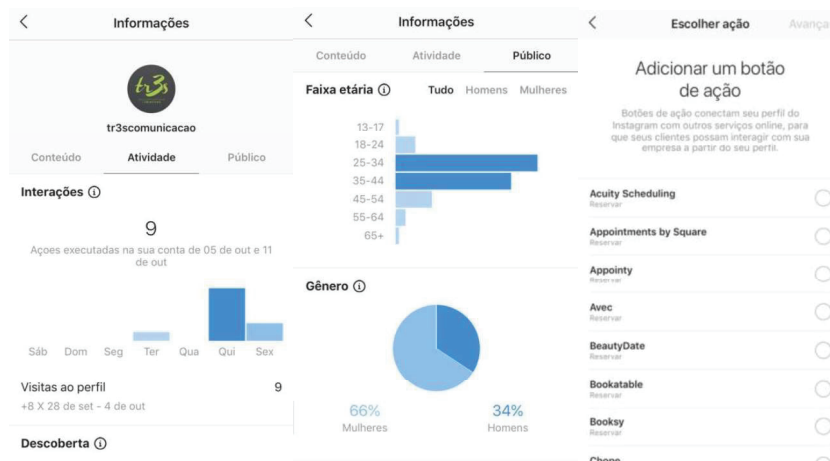 Informações
tr3s
tr3scomunicacao
Conteúdo Atividade Público
Interações
9
Açoes executadas na sua conta de 05 de out e 11
de out
Sáb Dom Seg Ter Qua Qui Sex
Visitas ao perfil 9
+8 X 28 de set - 4 de out
Descoberta
Informações
Conteúdo Atividade Público
Faixa etária Tudo Homens Mulheres
13-17
18-24
25-34
35-44
45-54
55-64
65+
Gênero
66% 34%
Mulheres Homens
Escolher ação Avança
Adicionar um botão
de ação
Botões de ação conectam seu perfil do
Instagram com outros serviços online, para
que seus clientes possam interagir com sua
empresa a partir do seu perfil.
Acuity Scheduling
Reservar
Appointments by Square
Reservar
Appointy
Reservar
Avec
Reservar
BeautyDate
Reservar
Bookatable
Reservar
Booksy
Reservar